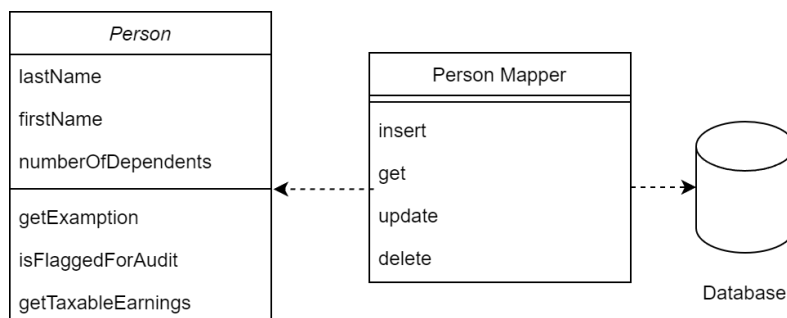 Person
lastName
firstName
numberOfDependents
getExamption
isFlaggedForAudit
getTaxableEarnings
Person Mapper
insert
get
update
delete
Database